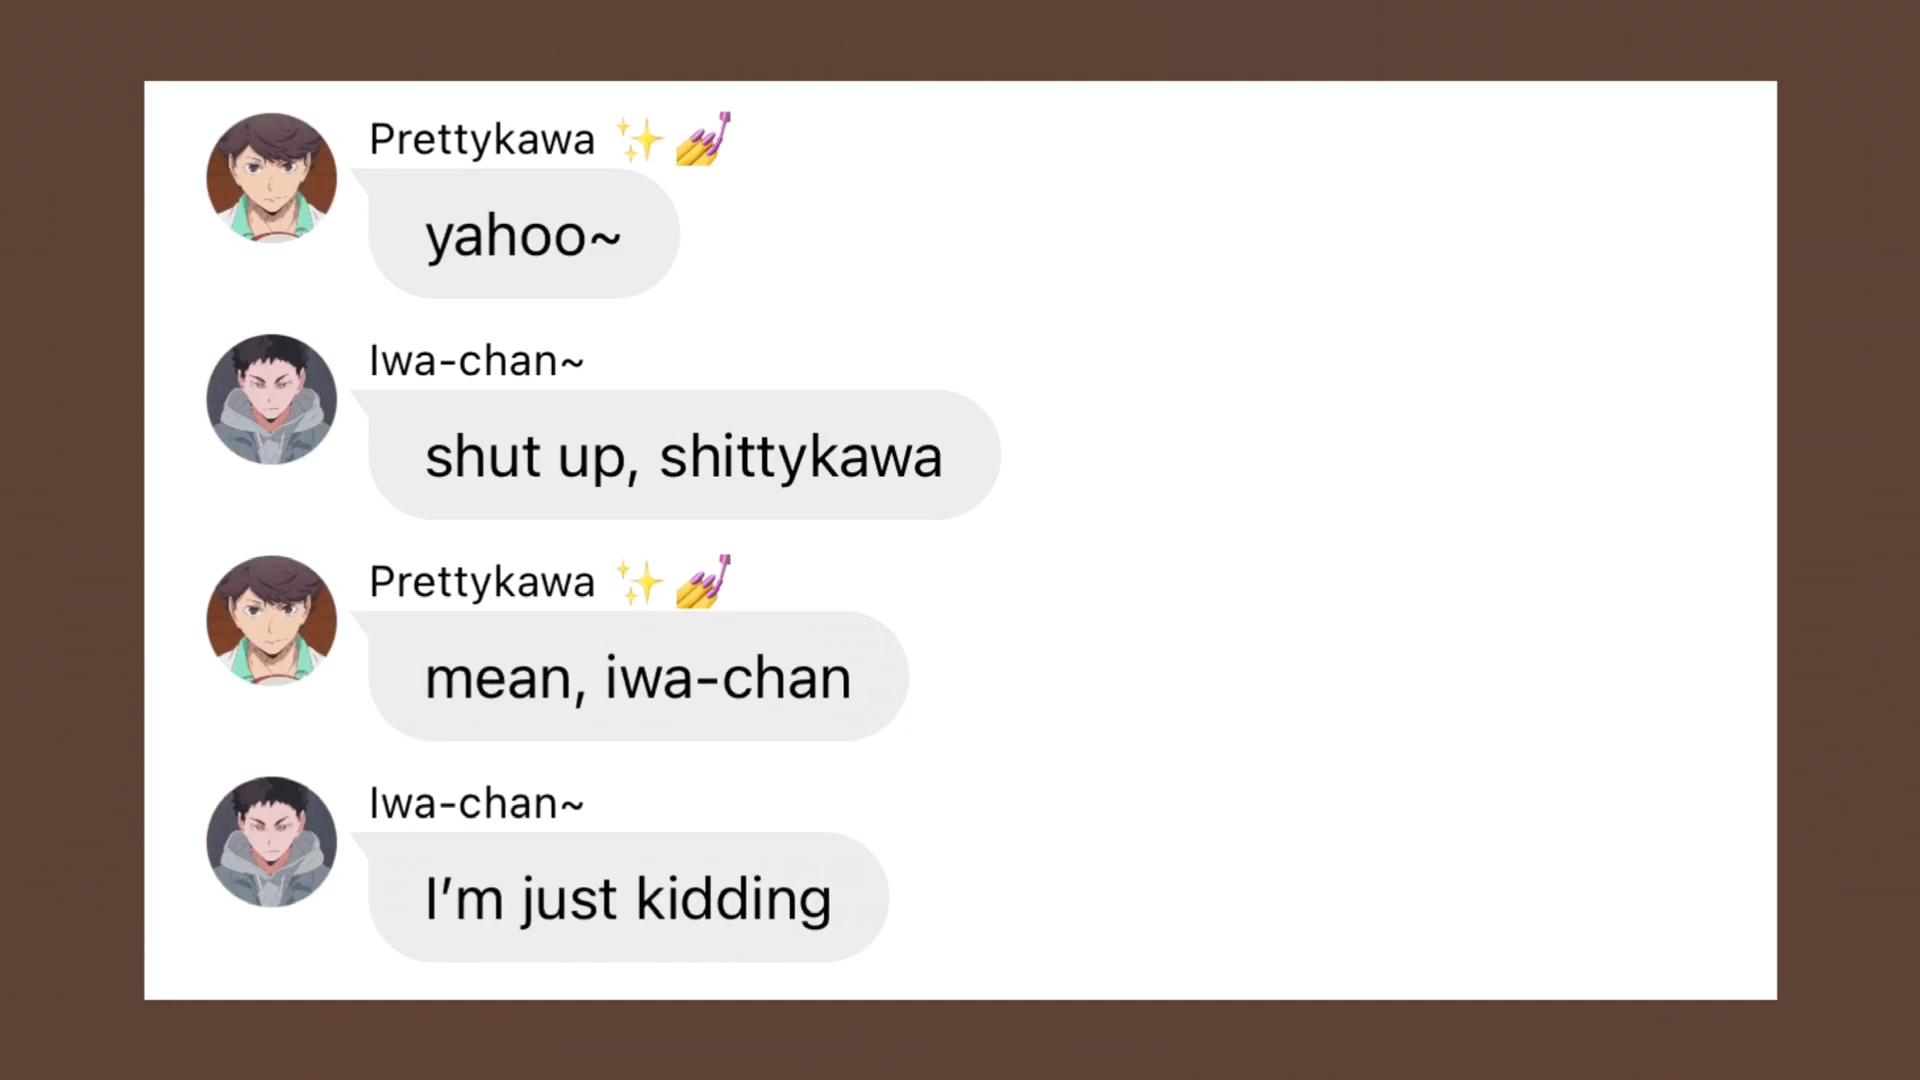 Prettykawa ✨💅
yahoo~
Iwa-chan~
shut up, shittykawa
Prettykawa ✨💅
mean, iwa-chan
Iwa-chan~
I’m just kidding